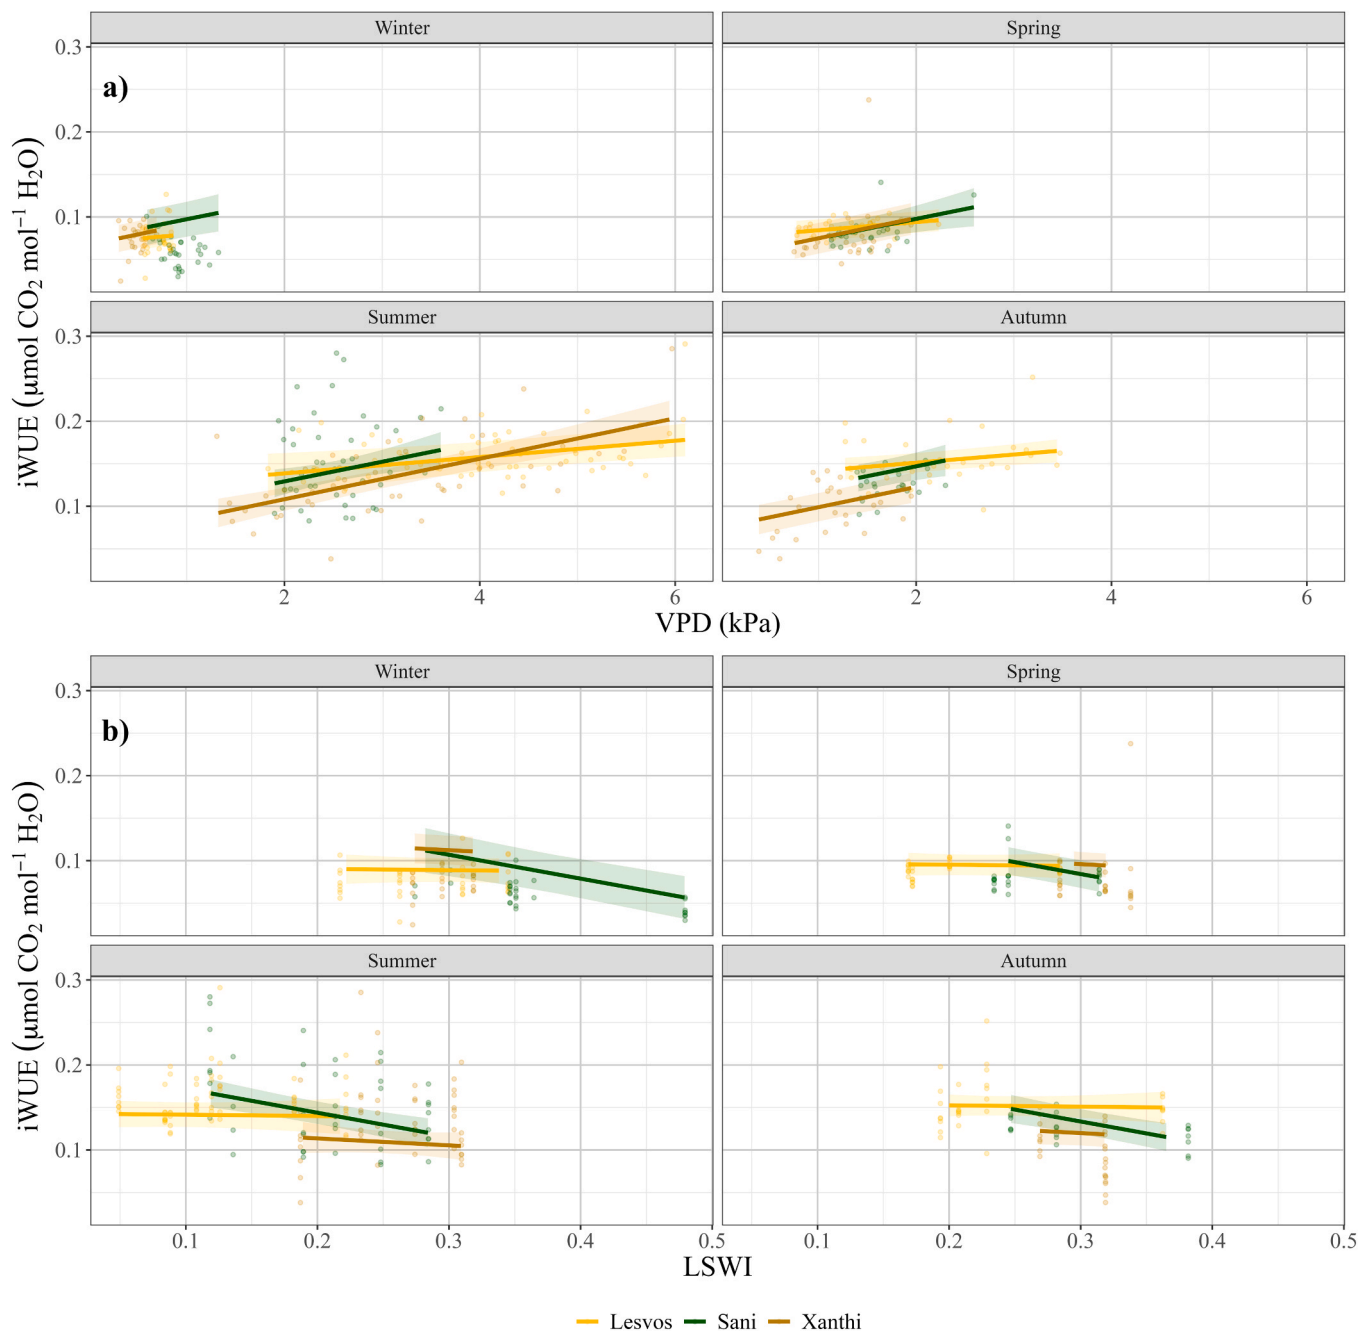 Winter Spring
a)
0.3
0.2
0.1
Summer Autumn
0.3
0.2
0.1
iWUE (μmol CO₂ mol⁻¹ H₂O)
2 4 6 2 4 6
VPD (kPa)
Winter Spring
b)
0.3
0.2
0.1
Summer Autumn
0.3
0.2
0.1
iWUE (μmol CO₂ mol⁻¹ H₂O)
0.1 0.2 0.3 0.4 0.5 0.1 0.2 0.3 0.4 0.5
LSWI
Lesvos Sani Xanthi